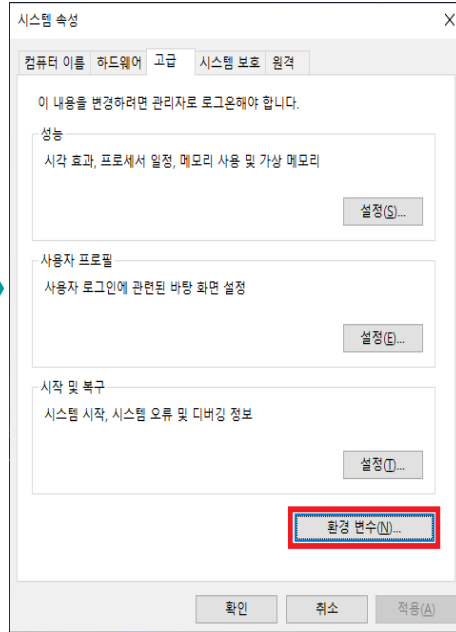 시스템 속성
컴퓨터 이름 하드웨어 고급 시스템 보호 원격
이 내용을 변경하려면 관리자로 로그온해야 합니다.
성능
시각 효과, 프로세서 일정, 메모리 사용 및 가상 메모리
설정(S)...
사용자 프로필
사용자 로그인에 관련된 바탕 화면 설정
설정(E)...
시작 및 복구
시스템 시작, 시스템 오류 및 디버깅 정보
설정(T)...
환경 변수(N)...
확인 취소 적용(A)